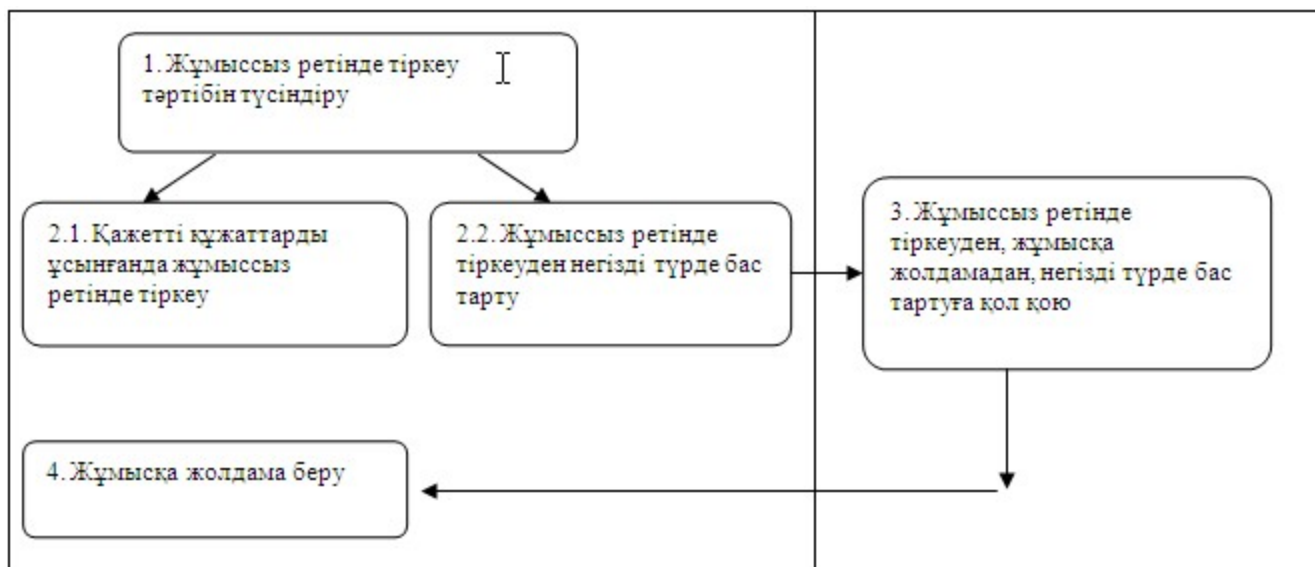 1. Жұмыссыз ретінде тіркеу
тәртібін түсіндіру
2.1. Қажетті құжаттарды
ұсынғанда жұмыссыз
ретінде тіркеу
2.2. Жұмыссыз ретінде
тіркеуден негізді түрде бас
тарту
3. Жұмыссыз ретінде
тіркеуден, жұмысқа
жолдамадан, негізді түрде бас
тартуға қол қою
4. Жұмысқа жолдама беру